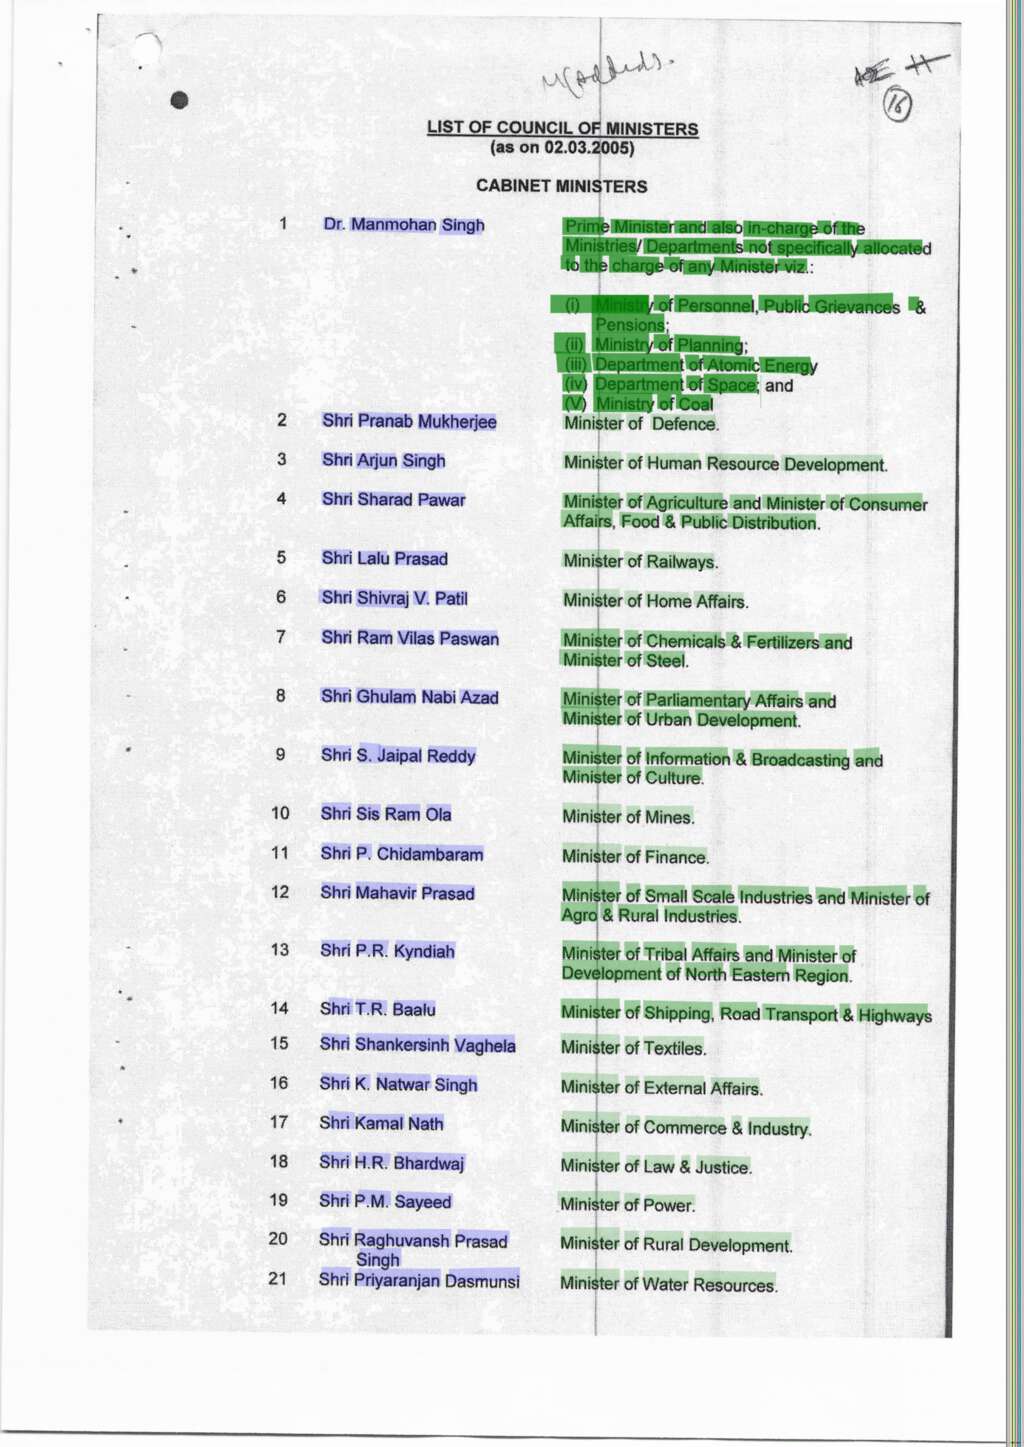 16
LIST OF COUNCIL OF MINISTERS
(as on 02.03.2005)
CABINET MINISTERS
1 Dr. Manmohan Singh Prime Minister and also in-charge of the
Ministries/ Departments not specifically allocated
to the charge of any Minister viz.:
(i) Ministry of Personnel, Public Grievances &
Pensions;
(ii) Ministry of Planning;
(iii) Department of Atomic Energy
(iv) Department of Space; and
(V) Ministry of Coal
2 Shri Pranab Mukherjee Minister of Defence.
3 Shri Arjun Singh Minister of Human Resource Development.
4 Shri Sharad Pawar Minister of Agriculture and Minister of Consumer
Affairs, Food & Public Distribution.
5 Shri Lalu Prasad Minister of Railways.
6 Shri Shivraj V. Patil Minister of Home Affairs.
7 Shri Ram Vilas Paswan Minister of Chemicals & Fertilizers and
Minister of Steel.
8 Shri Ghulam Nabi Azad Minister of Parliamentary Affairs and
Minister of Urban Development.
9 Shri S. Jaipal Reddy Minister of Information & Broadcasting and
Minister of Culture.
10 Shri Sis Ram Ola Minister of Mines.
11 Shri P. Chidambaram Minister of Finance.
12 Shri Mahavir Prasad Minister of Small Scale Industries and Minister of
Agro & Rural Industries.
13 Shri P.R. Kyndiah Minister of Tribal Affairs and Minister of
Development of North Eastern Region.
14 Shri T.R. Baalu Minister of Shipping, Road Transport & Highways
15 Shri Shankersinh Vaghela Minister of Textiles.
16 Shri K. Natwar Singh Minister of External Affairs.
17 Shri Kamal Nath Minister of Commerce & Industry.
18 Shri H.R. Bhardwaj Minister of Law & Justice.
19 Shri P.M. Sayeed Minister of Power.
20 Shri Raghuvansh Prasad Minister of Rural Development.
Singh
21 Shri Priyaranjan Dasmunsi Minister of Water Resources.